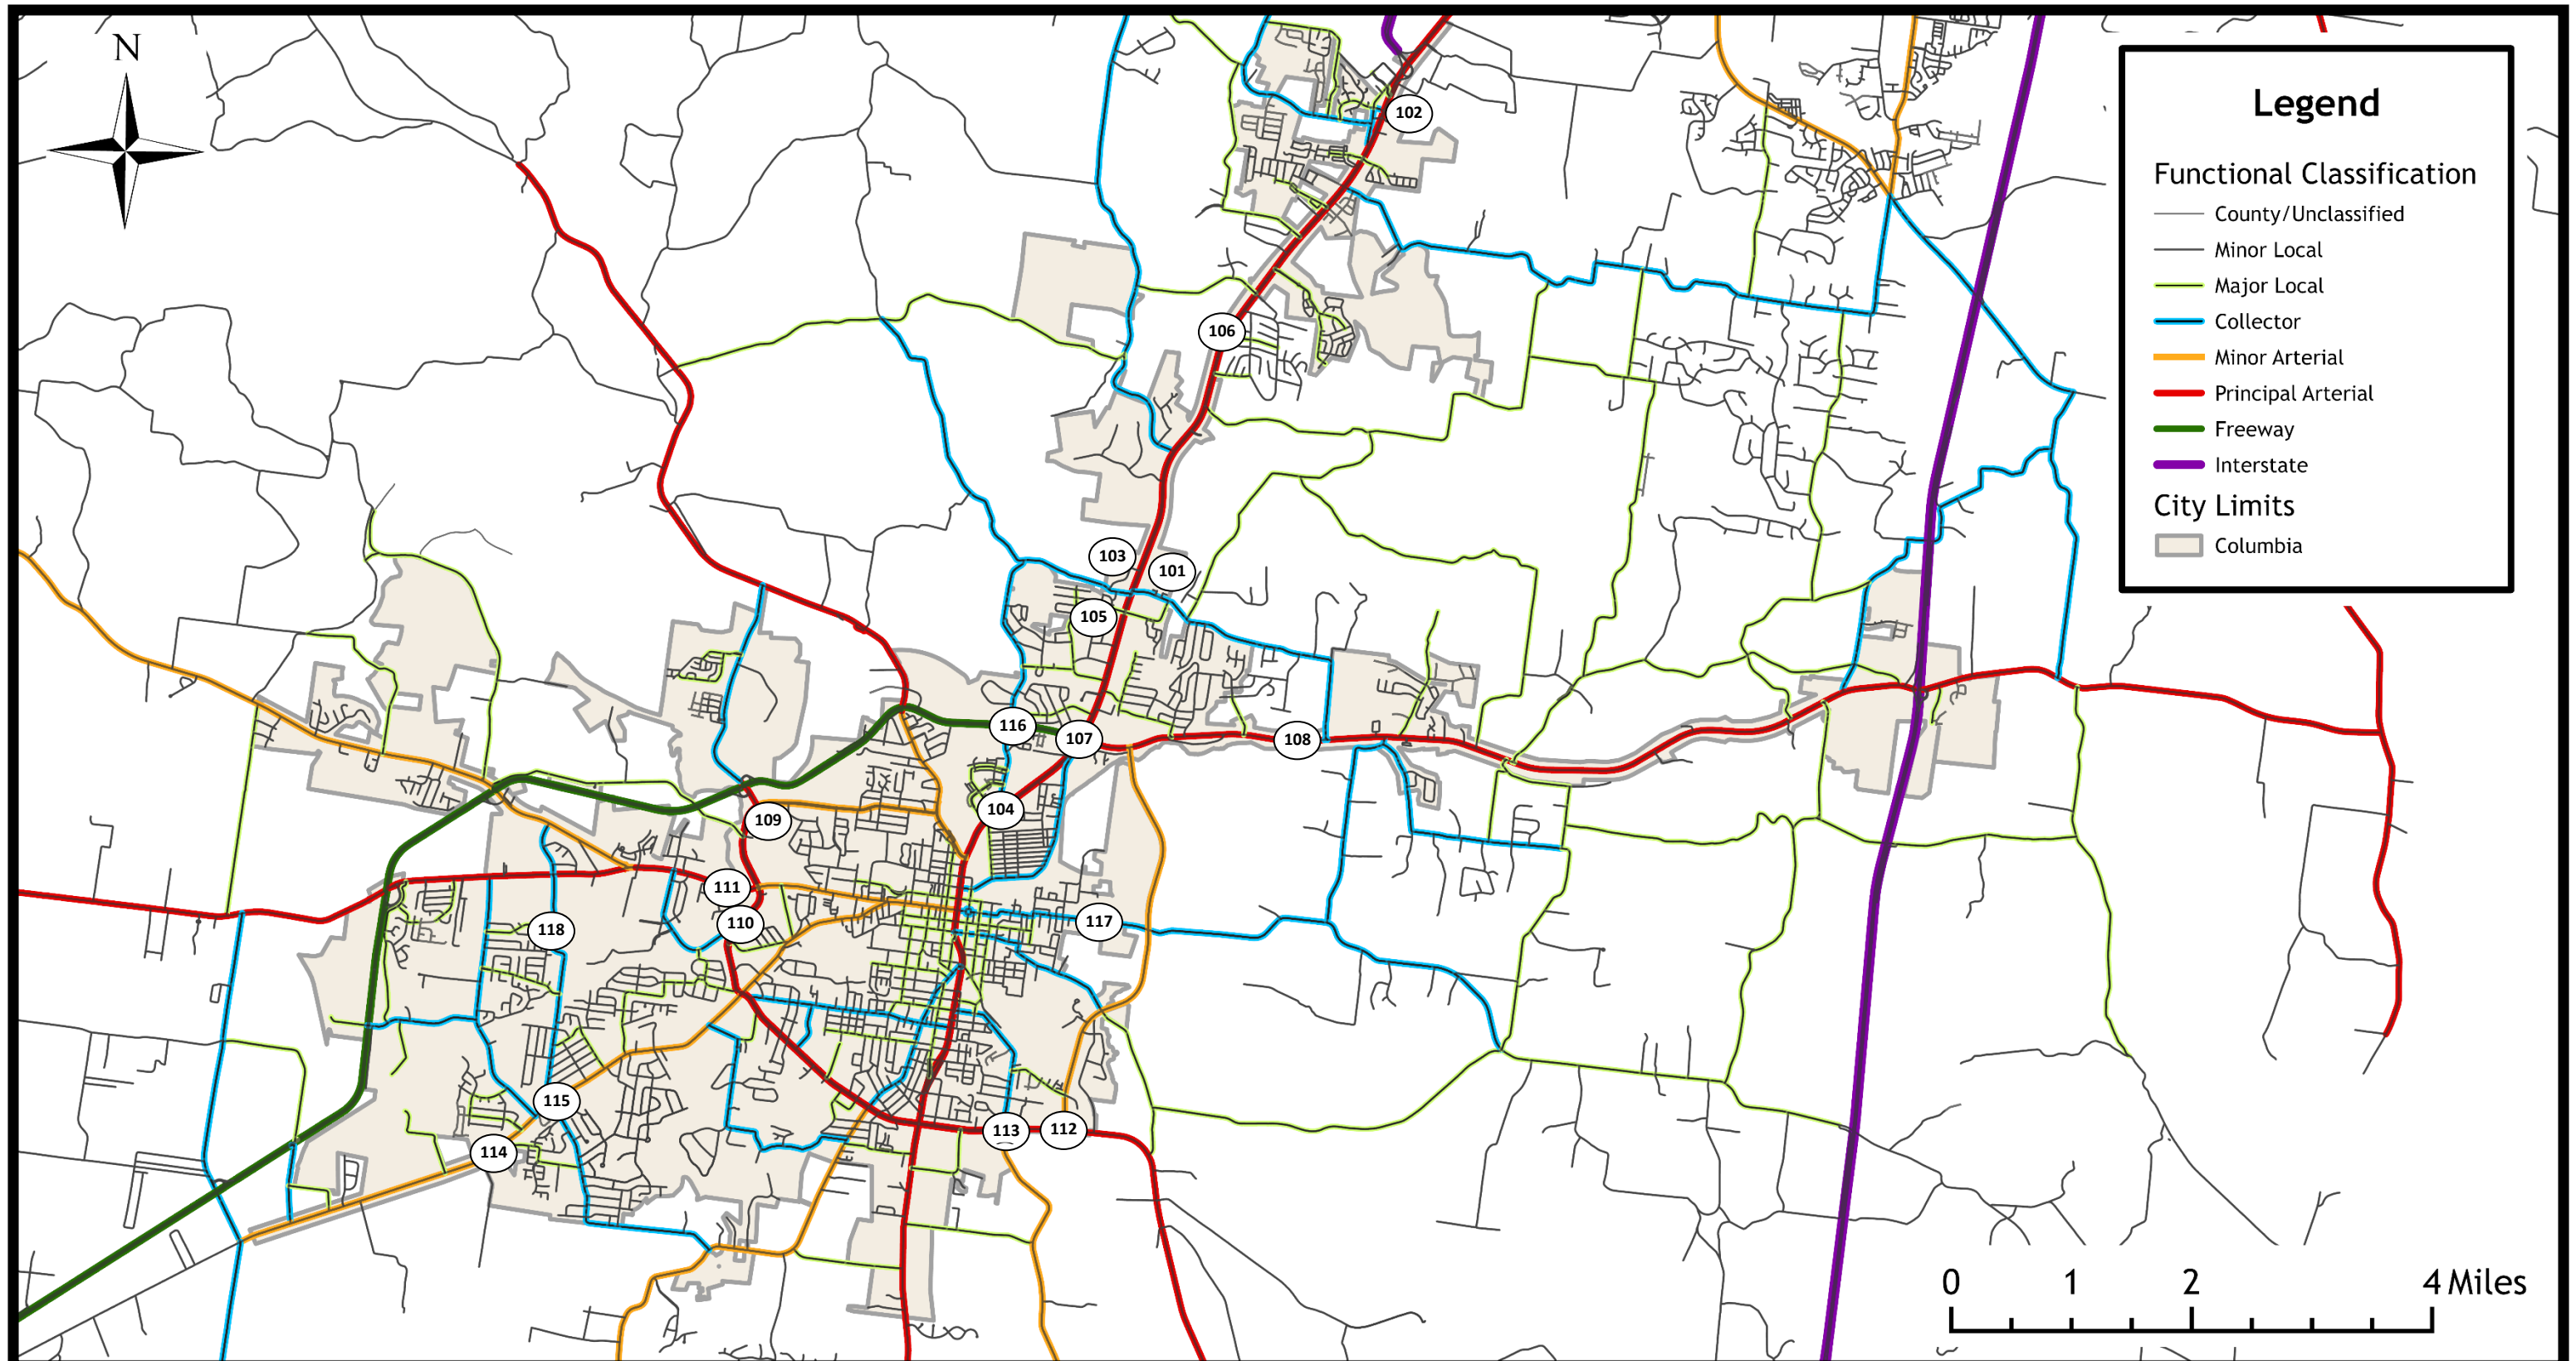 N
102
106
103
101
105
116
107
108
104
109
111
110
118
117
115
114
113
112
Legend
Functional Classification
County/Unclassified
Minor Local
Major Local
Collector
Minor Arterial
Principal Arterial
Freeway
Interstate
City Limits
Columbia
0 1 2 4 Miles